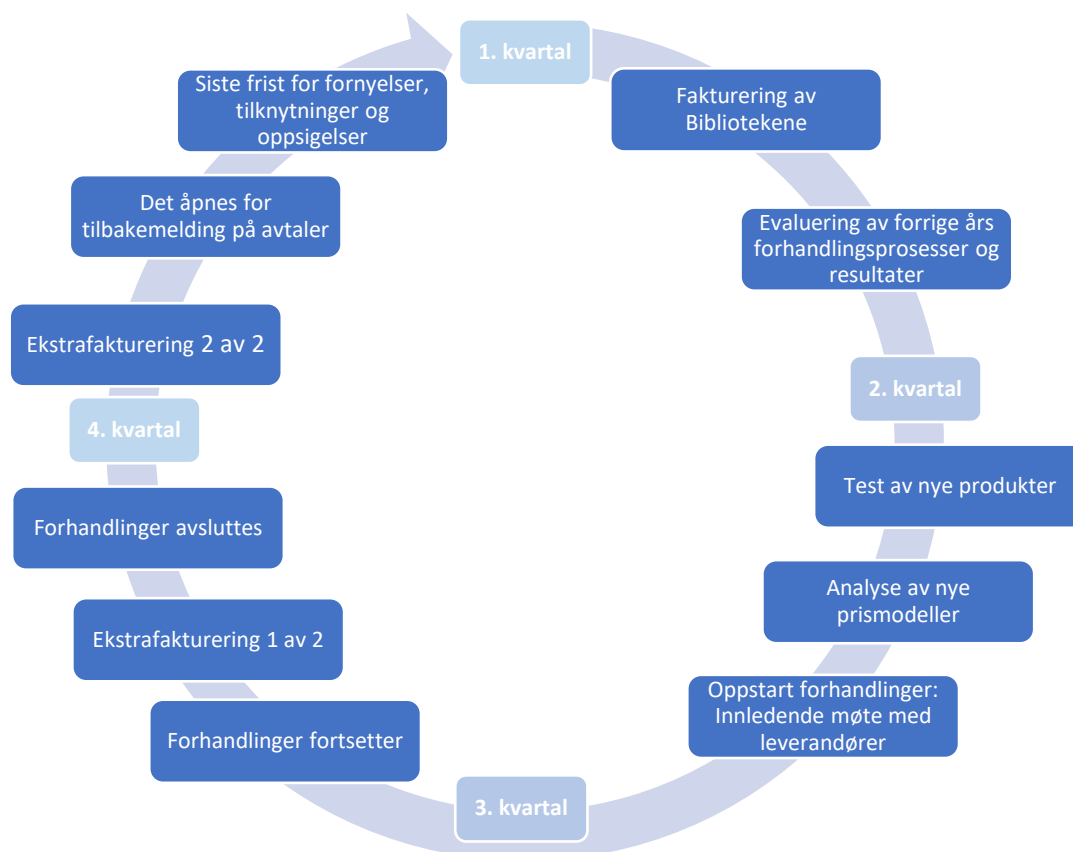 1. kvartal
Fakturering av
Bibliotekene
Evaluering av forrige års
forhandlingsprosesser og
resultater
2. kvartal
Test av nye produkter
Analyse av nye
prismodeller
Oppstart forhandlinger:
Innledende møte med
leverandører
3. kvartal
Forhandlinger fortsetter
Ekstrafakturering 1 av 2
Forhandlinger avsluttes
4. kvartal
Ekstrafakturering 2 av 2
Det åpnes for
tilbakemelding på avtaler
Siste frist for fornyelser,
tilknytninger og
oppsigelser